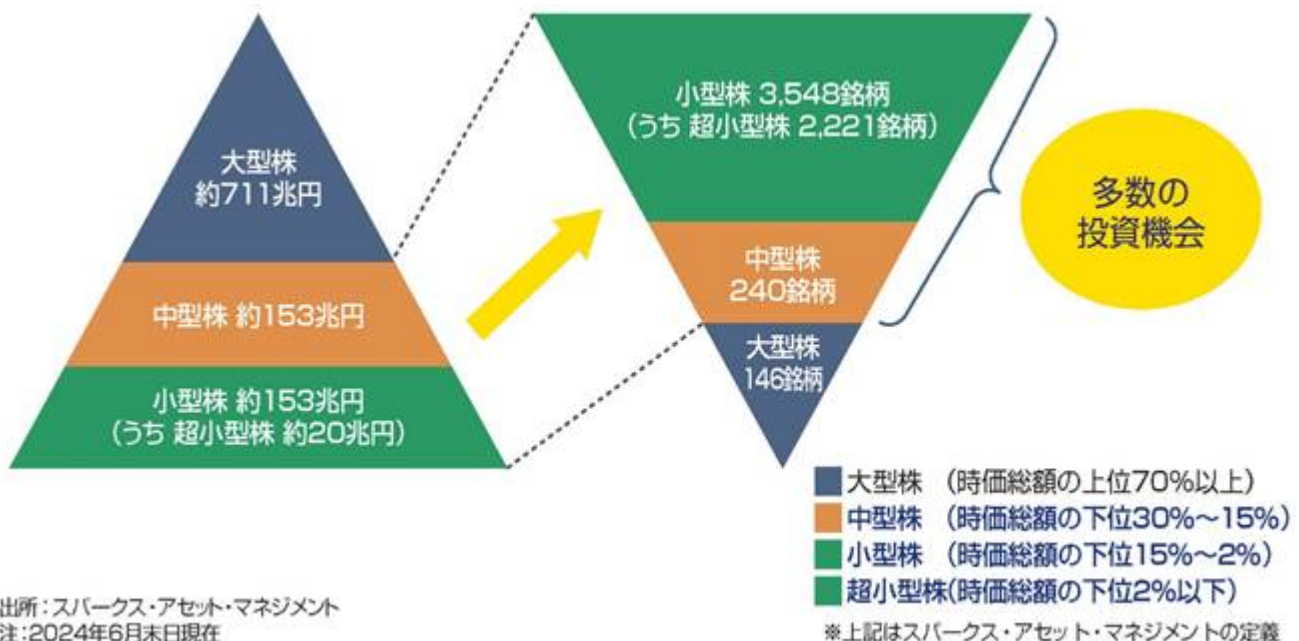 大型株
約711兆円
中型株 約153兆円
小型株 約153兆円
(うち 超小型株 約20兆円)
小型株 3,548銘柄
(うち 超小型株 2,221銘柄)
中型株
240銘柄
大型株
146銘柄
多数の
投資機会
大型株 (時価総額の上位70%以上)
中型株 (時価総額の下位30%~15%)
小型株 (時価総額の下位15%~2%)
超小型株(時価総額の下位2%以下)
※上記はスパークス・アセット・マネジメントの定義
出所:スパークス・アセット・マネジメント
注:2024年6月末日現在